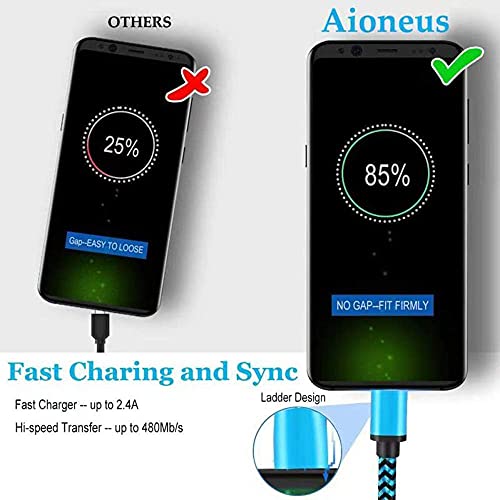 OTHERS
Aioneus
25%
85%
Gap--EASY TO LOOSE
NO GAP--FIT FIRMLY
Fast Charing and Sync
Ladder Design
Fast Charger -- up to 2.4A
Hi-speed Transfer -- up to 480Mb/s